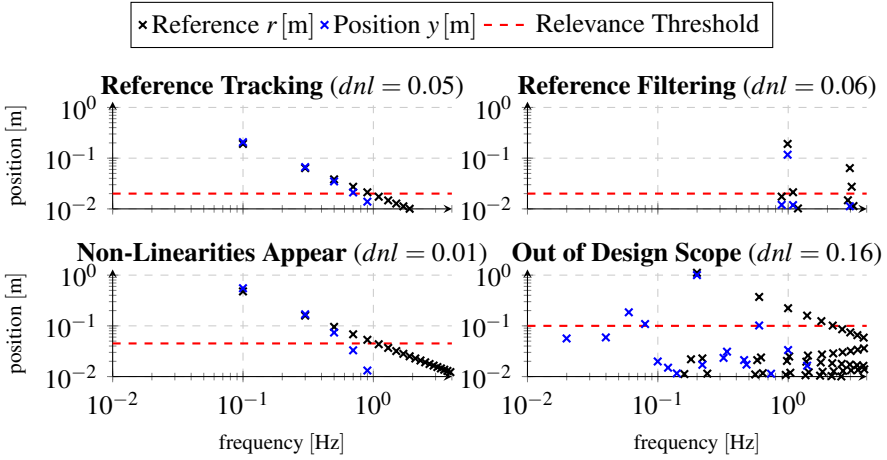 × Reference r [m] × Position y [m] --- Relevance Threshold
Reference Tracking (dnl = 0.05)
Reference Filtering (dnl = 0.06)
position [m]
10^0
10^−1
10^−2
10^0
10^−1
10^−2
Non-Linearities Appear (dnl = 0.01)
Out of Design Scope (dnl = 0.16)
position [m]
10^0
10^−1
10^−2
10^0
10^−1
10^−2
10^−2 10^−1 10^0
10^−2 10^−1 10^0
frequency [Hz]
frequency [Hz]